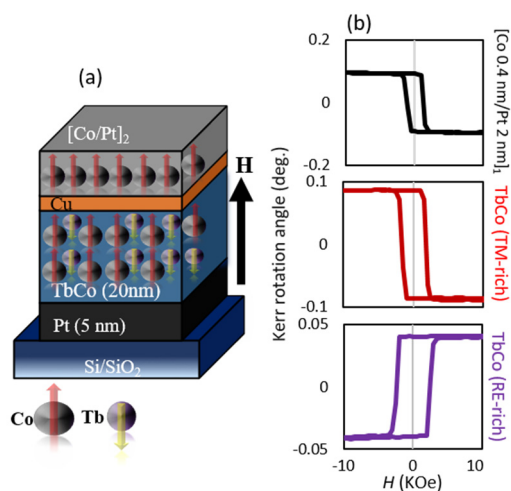 (a)
[Co/Pt]2
H
Cu
TbCo (20nm)
Pt (5 nm)
Si/SiO2
Co
Tb
(b)
Kerr rotation angle (deg.)
0.2
0
-0.2
[Co 0.4 nm/Pt 2 nm]1
0.1
0
-0.1
TbCo
(TM-rich)
0.05
0
-0.05
TbCo
(RE-rich)
-10
0
10
H (KOe)